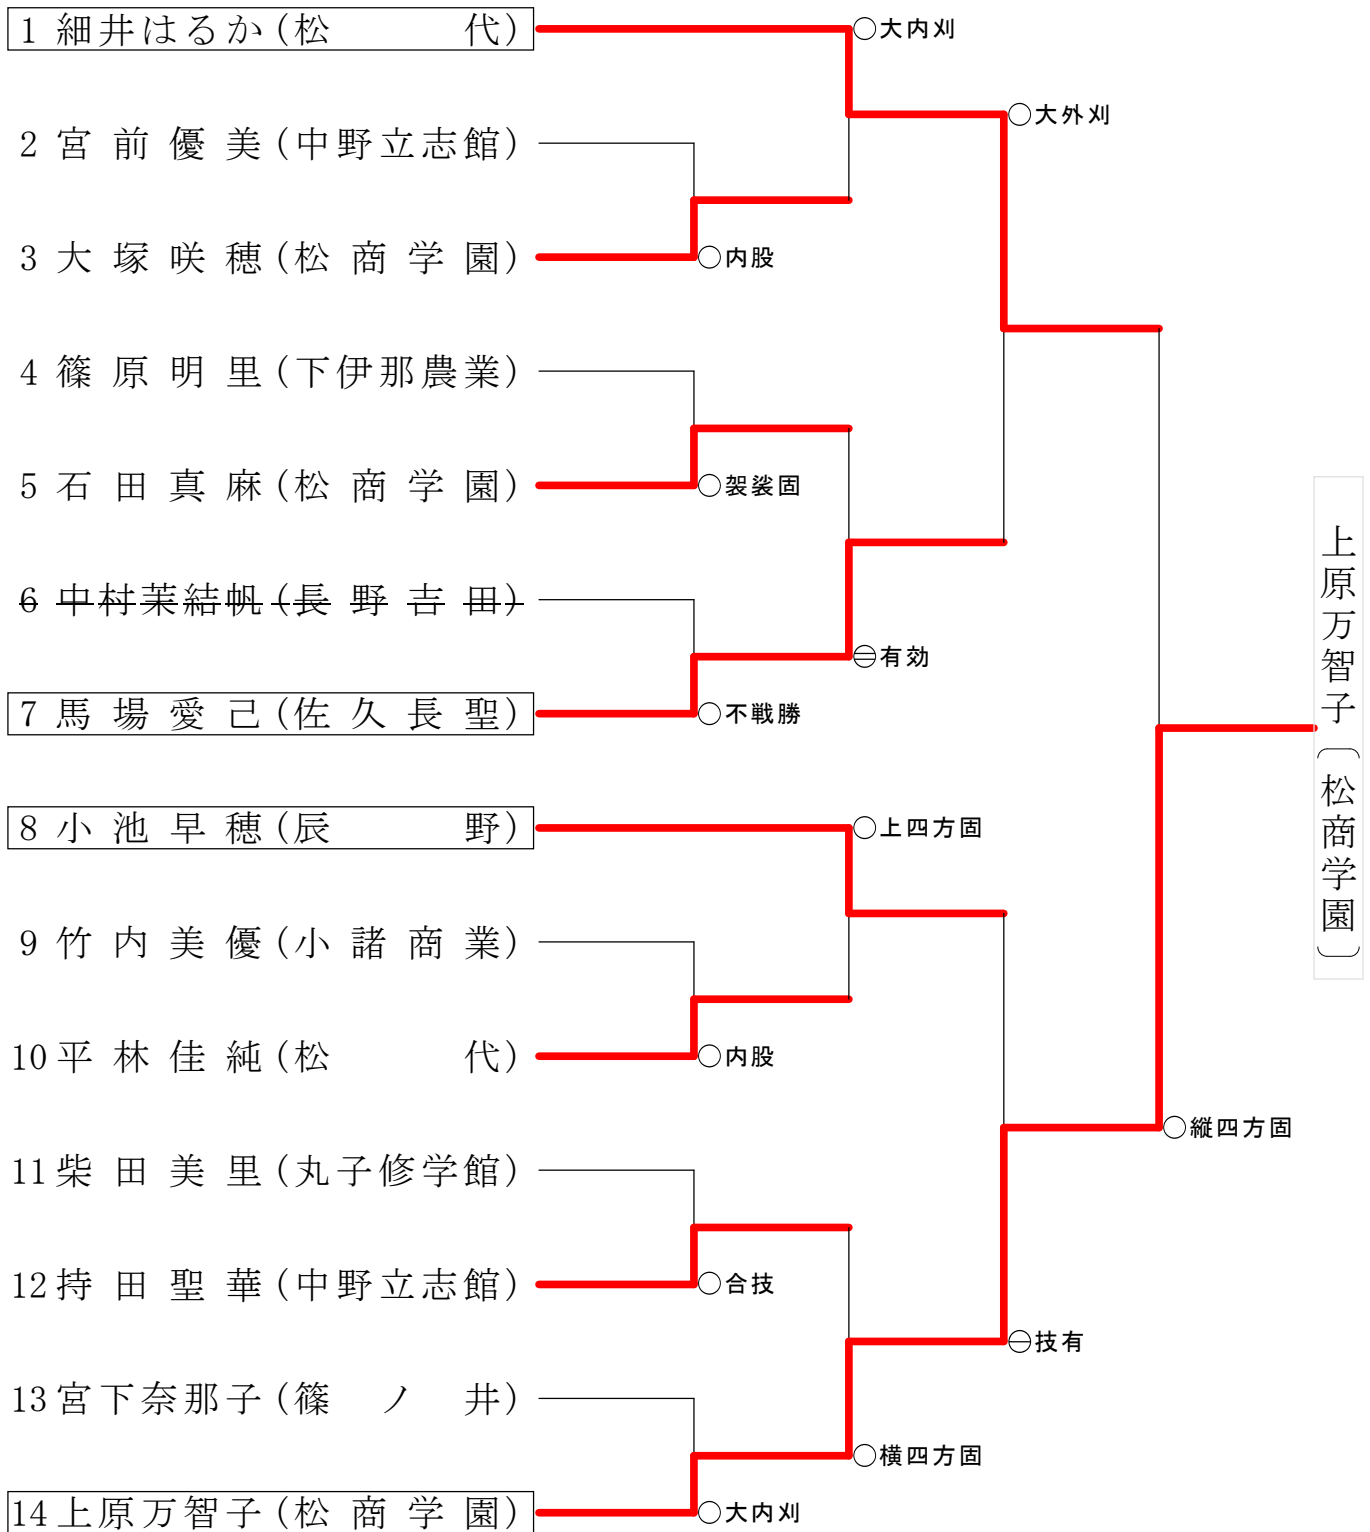 1 細井はるか(松代)
○大内刈
○大外刈
2 宮前優美(中野立志館)
3 大塚咲穂(松商学園)
○内股
4 篠原明里(下伊那農業)
5 石田真麻(松商学園)
○袈裟固
6 中村茉結帆(長野吉田)
有効
7 馬場愛己(佐久長聖)
○不戦勝
上原万智子(松商学園)
8 小池早穂(辰野)
○上四方固
9 竹内美優(小諸商業)
10 平林佳純(松代)
○内股
○縦四方固
11 柴田美里(丸子修学館)
12 持田聖華(中野立志館)
○合技
技有
13 宮下奈那子(篠ノ井)
○横四方固
14 上原万智子(松商学園)
○大内刈